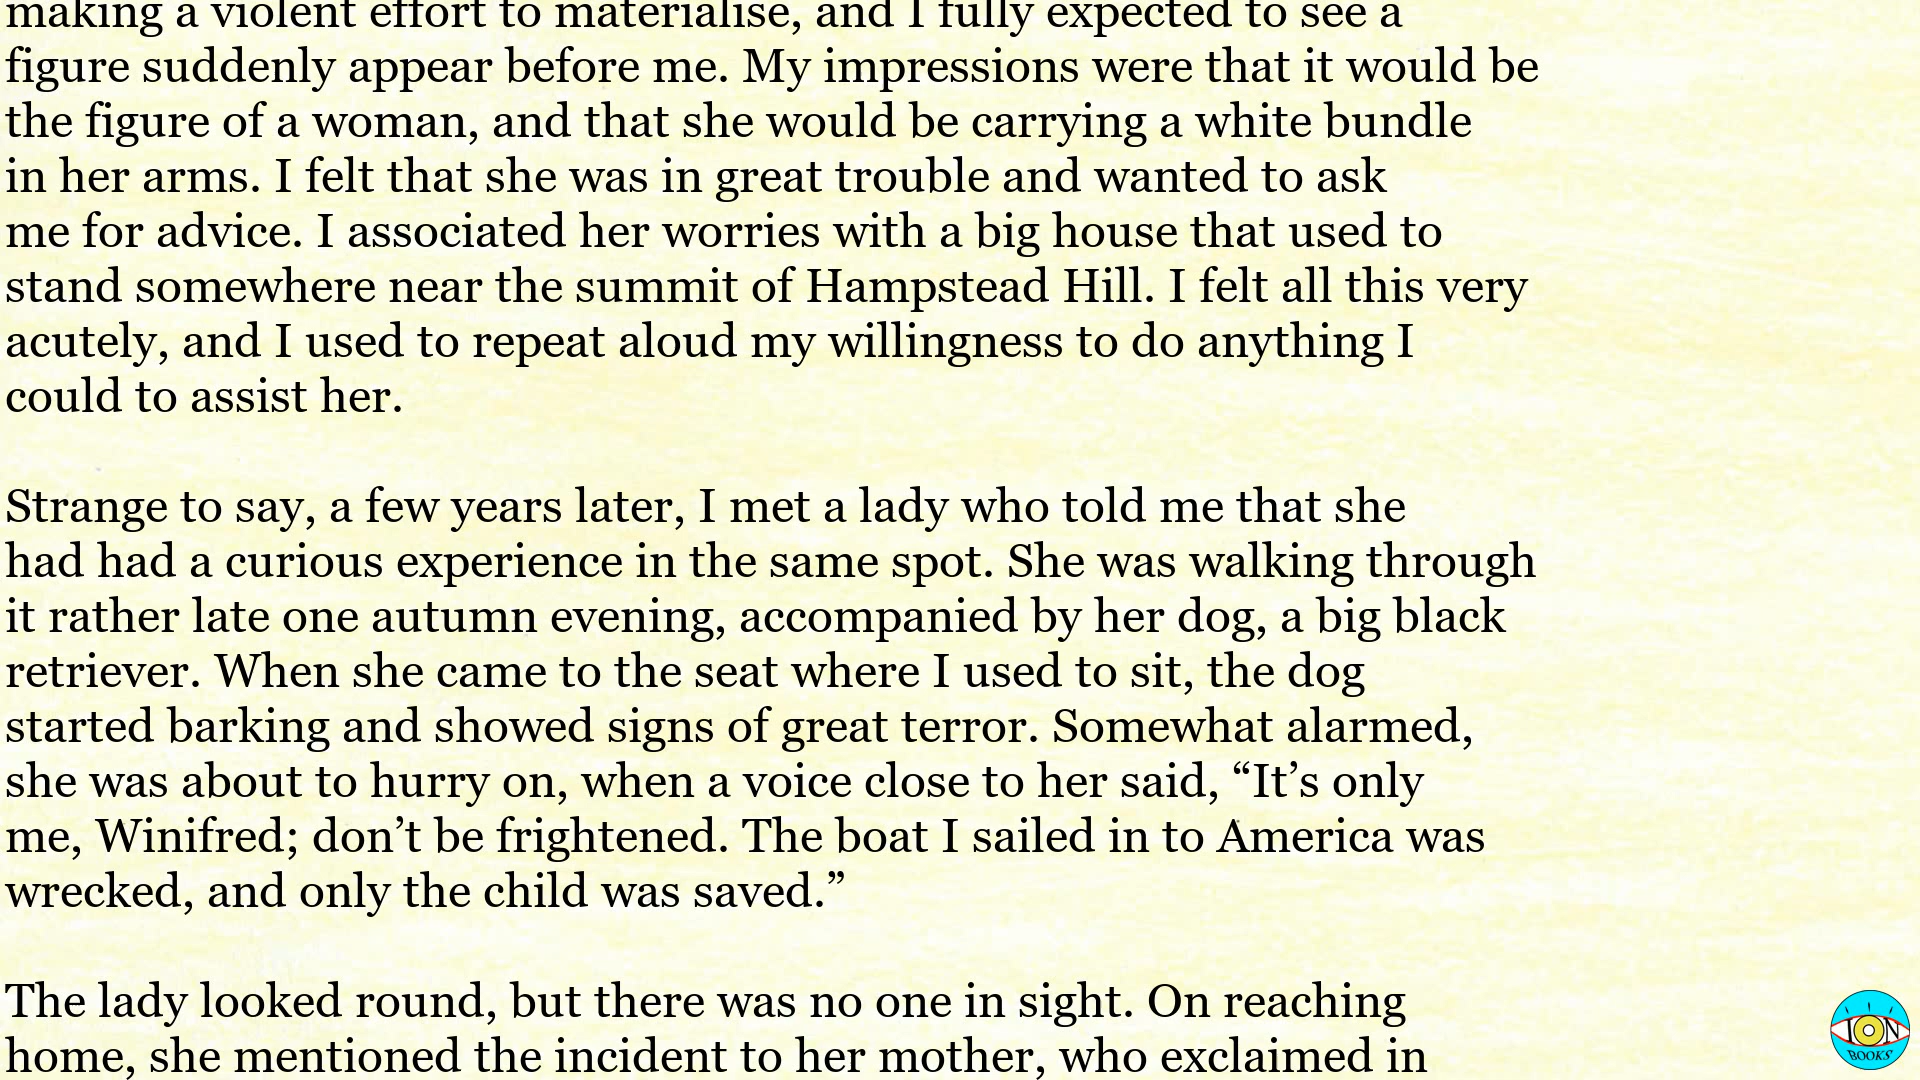 making a violent effort to materialise, and I fully expected to see a
figure suddenly appear before me. My impressions were that it would be
the figure of a woman, and that she would be carrying a white bundle
in her arms. I felt that she was in great trouble and wanted to ask
me for advice. I associated her worries with a big house that used to
stand somewhere near the summit of Hampstead Hill. I felt all this very
acutely, and I used to repeat aloud my willingness to do anything I
could to assist her.
Strange to say, a few years later, I met a lady who told me that she
had had a curious experience in the same spot. She was walking through
it rather late one autumn evening, accompanied by her dog, a big black
retriever. When she came to the seat where I used to sit, the dog
started barking and showed signs of great terror. Somewhat alarmed,
she was about to hurry on, when a voice close to her said, “It’s only
me, Winifred; don’t be frightened. The boat I sailed in to America was
wrecked, and only the child was saved.”
The lady looked round, but there was no one in sight. On reaching
home, she mentioned the incident to her mother, who exclaimed in
ION
BOOKS